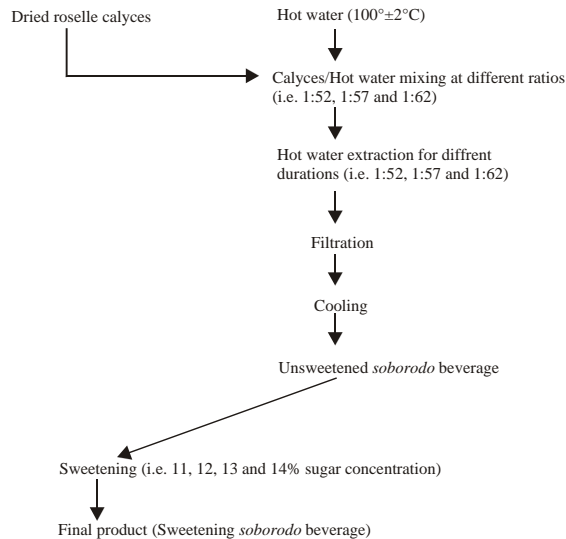 Dried roselle calyces
Hot water (100°±2°C)
Calyces/Hot water mixing at different ratios
(i.e. 1:52, 1:57 and 1:62)
Hot water extraction for diffrent
durations (i.e. 1:52, 1:57 and 1:62)
Filtration
Cooling
Unsweetened soborodo beverage
Sweetening (i.e. 11, 12, 13 and 14% sugar concentration)
Final product (Sweetening soborodo beverage)